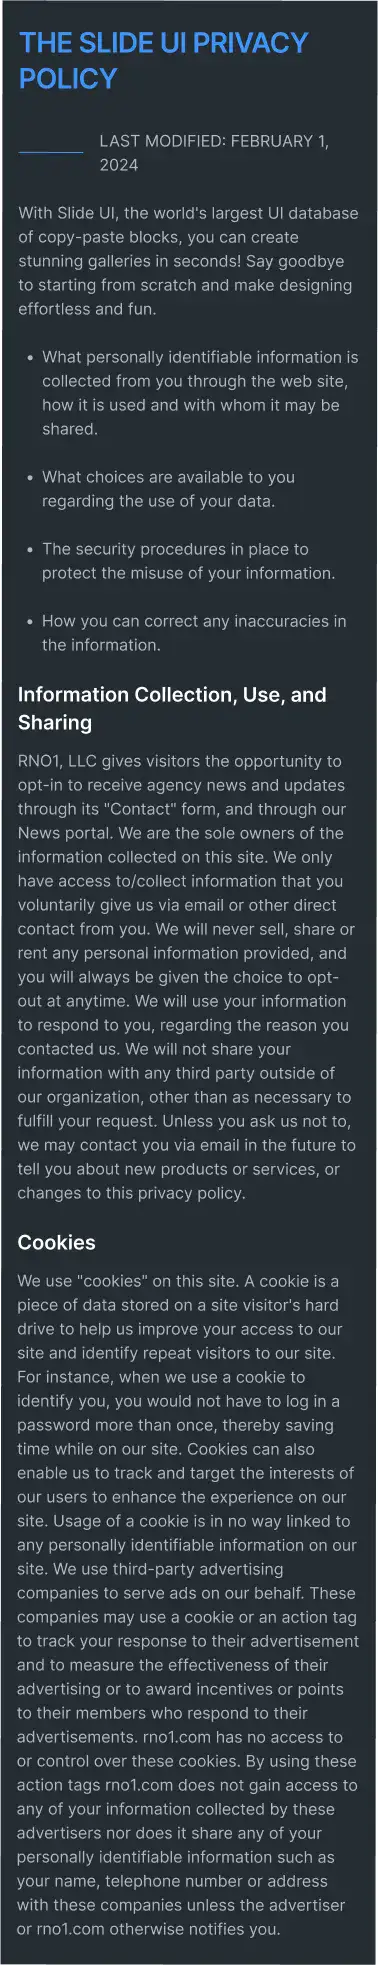 THE SLIDE UI PRIVACY
POLICY
LAST MODIFIED: FEBRUARY 1,
2024
With Slide UI, the world's largest UI database
of copy-paste blocks, you can create
stunning galleries in seconds! Say goodbye
to starting from scratch and make designing
effortless and fun.
• What personally identifiable information is
collected from you through the web site,
how it is used and with whom it may be
shared.
• What choices are available to you
regarding the use of your data.
• The security procedures in place to
protect the misuse of your information.
• How you can correct any inaccuracies in
the information.
Information Collection, Use, and
Sharing
RNO1, LLC gives visitors the opportunity to
opt-in to receive agency news and updates
through its "Contact" form, and through our
News portal. We are the sole owners of the
information collected on this site. We only
have access to/collect information that you
voluntarily give us via email or other direct
contact from you. We will never sell, share or
rent any personal information provided, and
you will always be given the choice to opt-
out at anytime. We will use your information
to respond to you, regarding the reason you
contacted us. We will not share your
information with any third party outside of
our organization, other than as necessary to
fulfill your request. Unless you ask us not to,
we may contact you via email in the future to
tell you about new products or services, or
changes to this privacy policy.
Cookies
We use "cookies" on this site. A cookie is a
piece of data stored on a site visitor's hard
drive to help us improve your access to our
site and identify repeat visitors to our site.
For instance, when we use a cookie to
identify you, you would not have to log in a
password more than once, thereby saving
time while on our site. Cookies can also
enable us to track and target the interests of
our users to enhance the experience on our
site. Usage of a cookie is in no way linked to
any personally identifiable information on our
site. We use third-party advertising
companies to serve ads on our behalf. These
companies may use a cookie or an action tag
to track your response to their advertisement
and to measure the effectiveness of their
advertising or to award incentives or points
to their members who respond to their
advertisements. rno1.com has no access to
or control over these cookies. By using these
action tags rno1.com does not gain access to
any of your information collected by these
advertisers nor does it share any of your
personally identifiable information such as
your name, telephone number or address
with these companies unless the advertiser
or rno1.com otherwise notifies you.